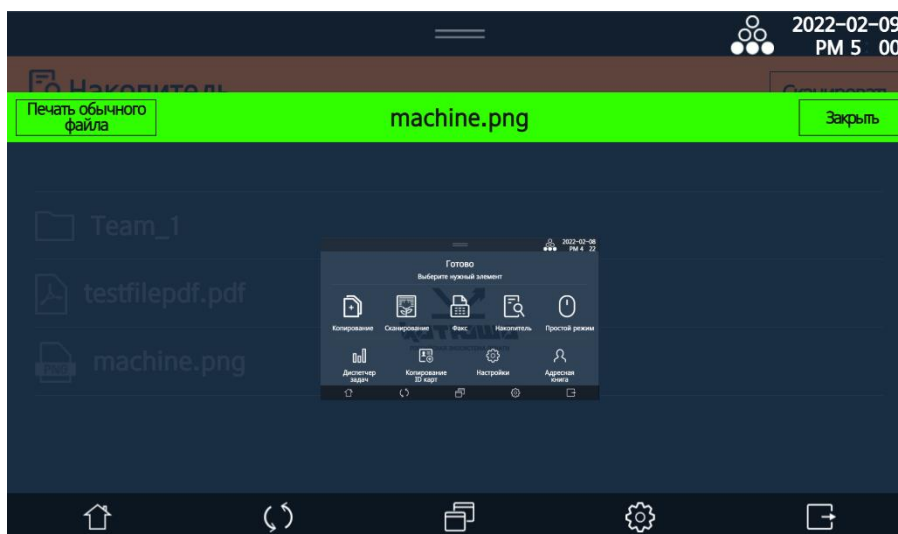 2022-02-09
PM 5 00
Накопитель
Сканировать
Печать обычного
файла
machine.png
Закрыть
Team_1
testfilepdf.pdf
machine.png
2022-02-08
PM 4 22
Готово
Выберите нужный элемент
Копирование Сканирование Факс Накопитель Простой режим
Диспетчер
задач
Копирование
ID карт
Настройки
Адресная
книга